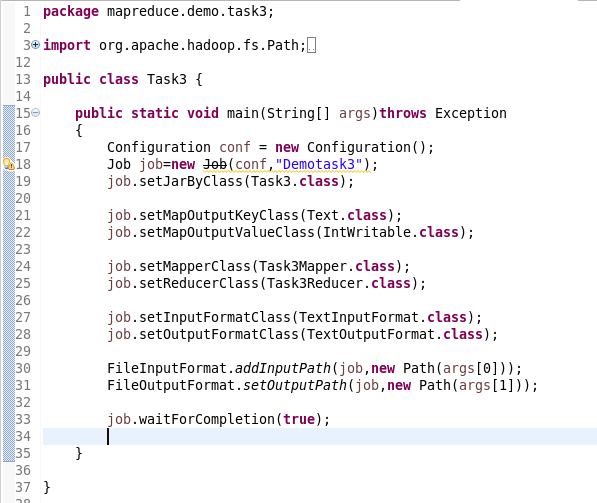 1 package mapreduce.demo.task3;
2
3 import org.apache.hadoop.fs.Path;
12
13 public class Task3 {
14
15 public static void main(String[] args)throws Exception
16 {
17 Configuration conf = new Configuration();
18 Job job=new Job(conf,"Demotask3");
19 job.setJarByClass(Task3.class);
20
21 job.setMapOutputKeyClass(Text.class);
22 job.setMapOutputValueClass(IntWritable.class);
23
24 job.setMapperClass(Task3Mapper.class);
25 job.setReducerClass(Task3Reducer.class);
26
27 job.setInputFormatClass(TextInputFormat.class);
28 job.setOutputFormatClass(TextOutputFormat.class);
29
30 FileInputFormat.addInputPath(job,new Path(args[0]));
31 FileOutputFormat.setOutputPath(job,new Path(args[1]));
32
33 job.waitForCompletion(true);
34
35 }
36
37 }
38